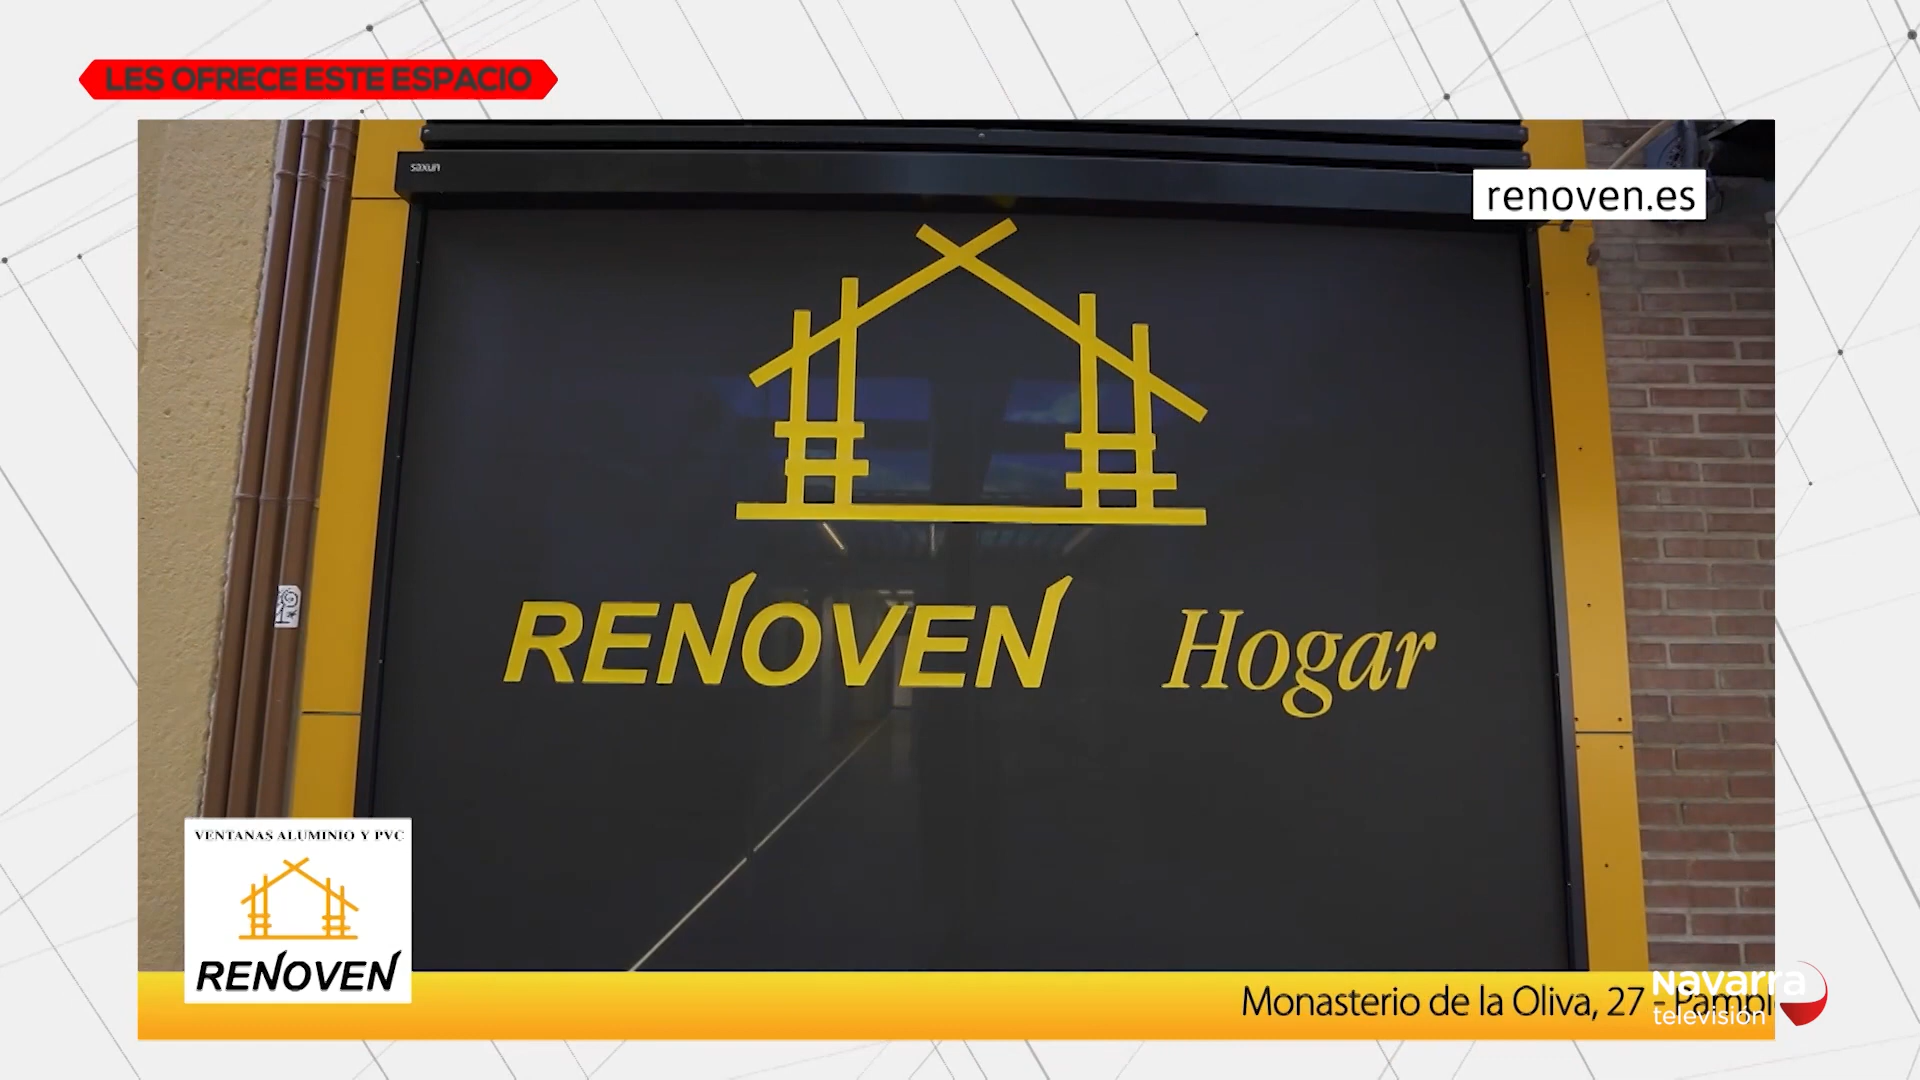 LES OFRECE ESTE ESPACIO
saxun
renoven.es
RENOVEN Hogar
VENTANAS ALUMINIO Y PVC
RENOVEN
Monasterio de la Oliva, 27 - Pampl
Navarra
televisión